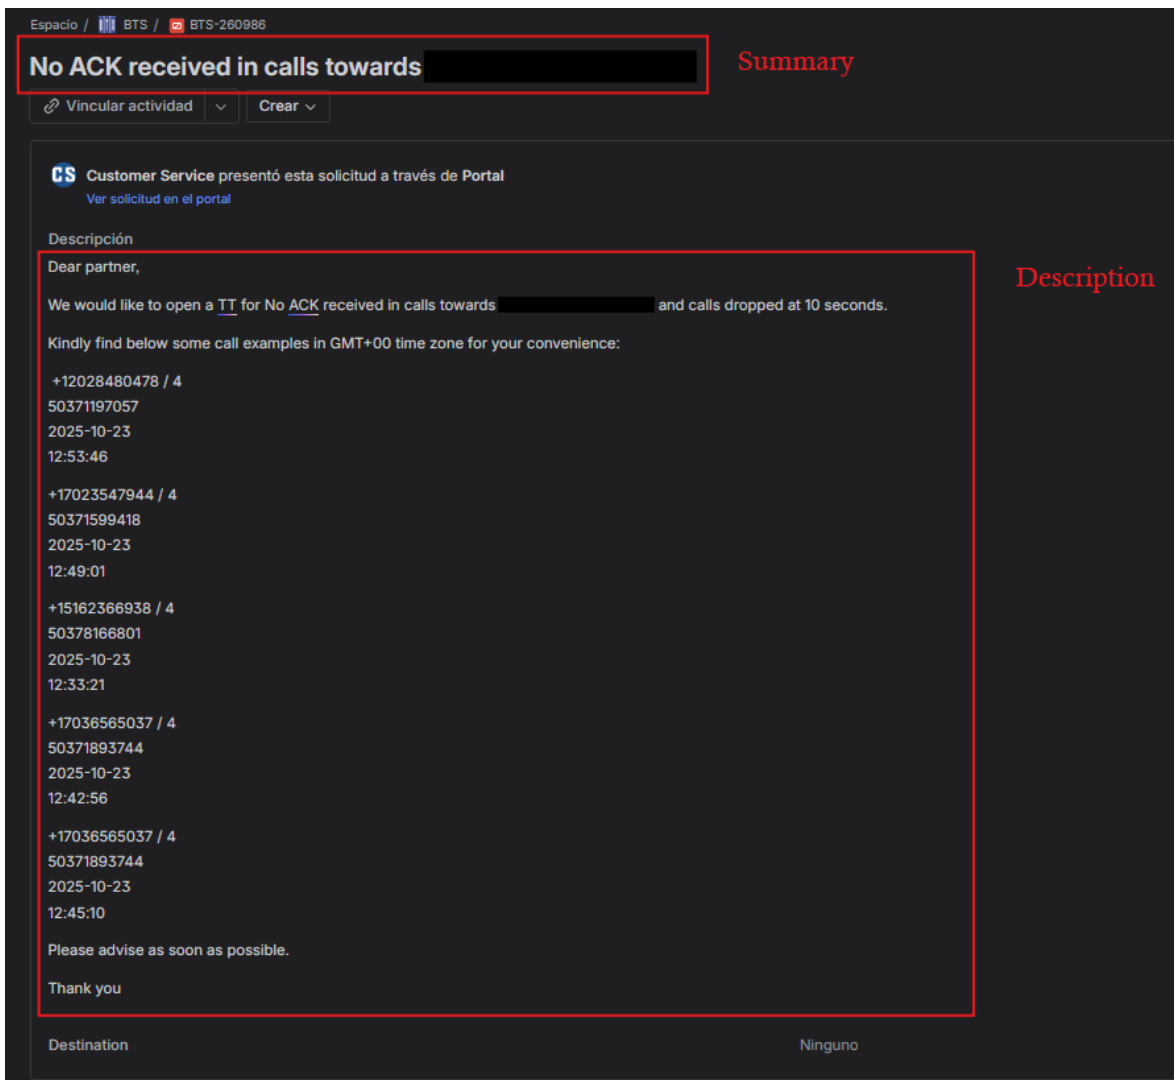 Espacio / BTS / BTS-260986
No ACK received in calls towards
Summary
Vincular actividad
Crear
CS Customer Service presentó esta solicitud a través de Portal
Ver solicitud en el portal
Descripción
Description
Dear partner,
We would like to open a TT for No ACK received in calls towards and calls dropped at 10 seconds.
Kindly find below some call examples in GMT+00 time zone for your convenience:
+12028480478 / 4
50371197057
2025-10-23
12:53:46
+17023547944 / 4
50371599418
2025-10-23
12:49:01
+15162366938 / 4
50378166801
2025-10-23
12:33:21
+17036565037 / 4
50371893744
2025-10-23
12:42:56
+17036565037 / 4
50371893744
2025-10-23
12:45:10
Please advise as soon as possible.
Thank you
Destination Ninguno